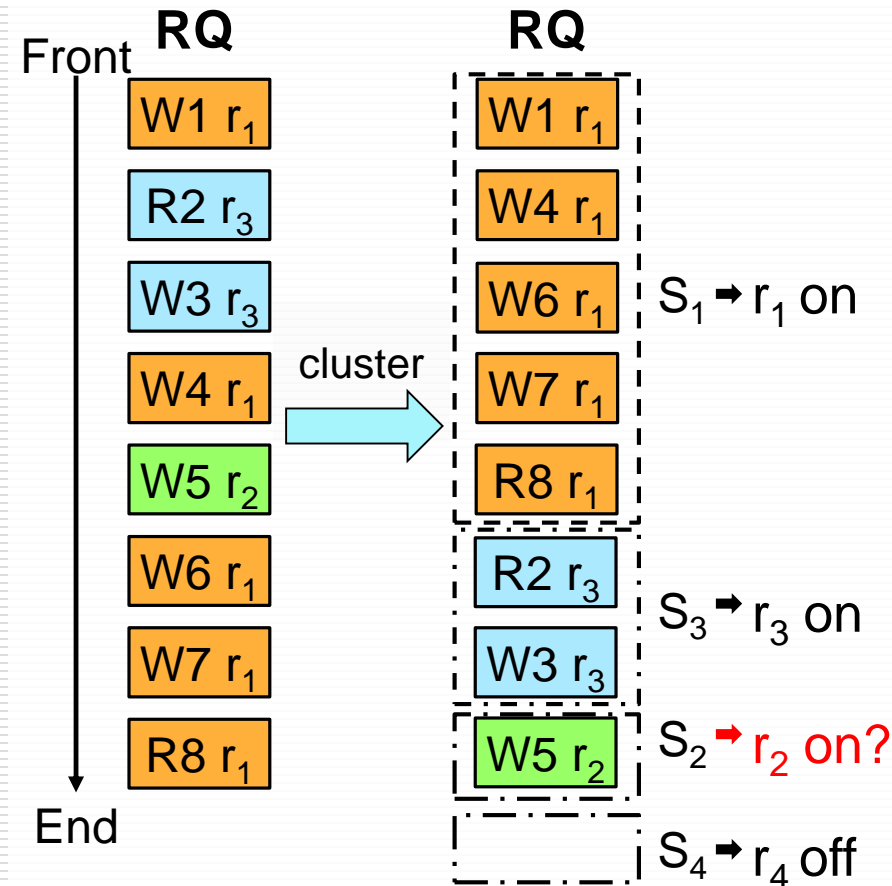 RQ
Front
W1 r₁
R2 r₃
W3 r₃
W4 r₁
W5 r₂
W6 r₁
W7 r₁
R8 r₁
End
cluster
RQ
W1 r₁
W4 r₁
W6 r₁
W7 r₁
R8 r₁
R2 r₃
W3 r₃
W5 r₂
S₁ ➡ r₁ on
S₃ ➡ r₃ on
S₂ ➡ r₂ on?
S₄ ➡ r₄ off